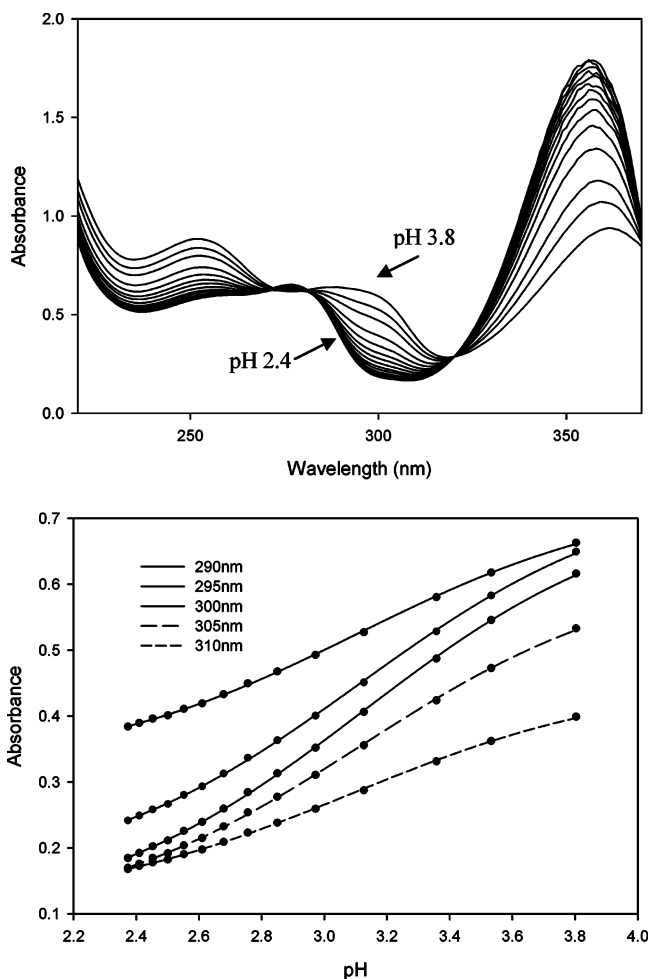 2.0
1.5
1.0
0.5
0.0
Absorbance
pH 3.8
pH 2.4
250
300
350
Wavelength (nm)
0.7
0.6
0.5
0.4
0.3
0.2
0.1
Absorbance
290nm
295nm
300nm
305nm
310nm
2.2 2.4 2.6 2.8 3.0 3.2 3.4 3.6 3.8 4.0
pH